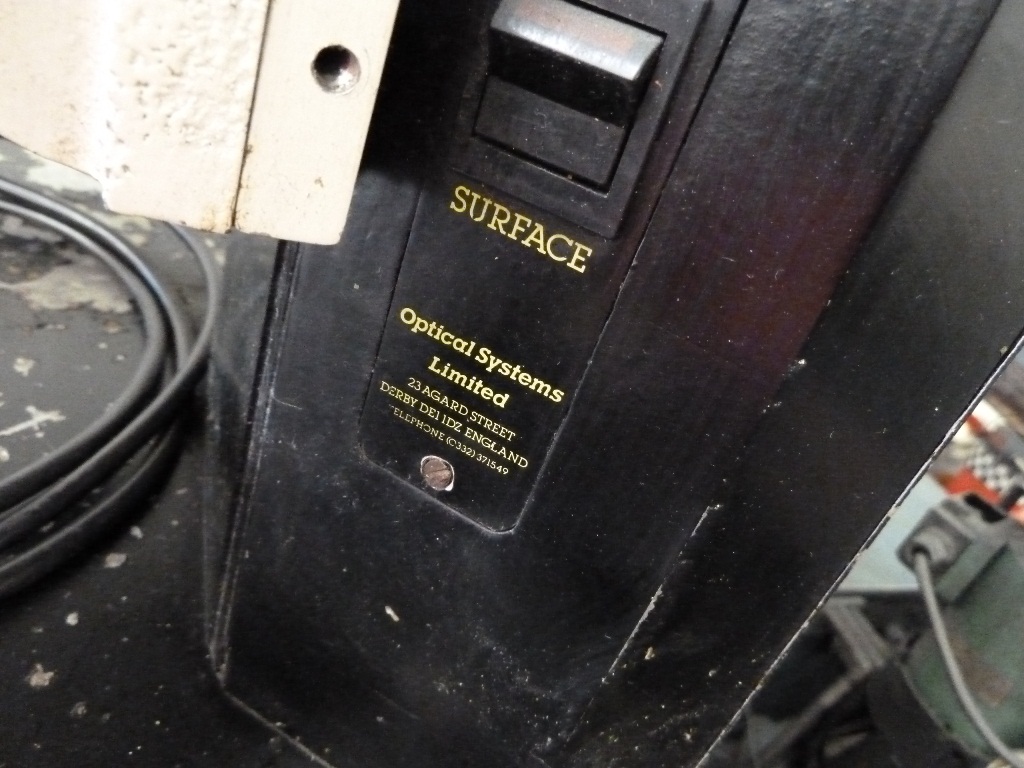 SURFACE
Optical Systems
Limited
23 AGARD STREET
DERBY DE1 1DZ ENGLAND
TELEPHONE (0332) 371549